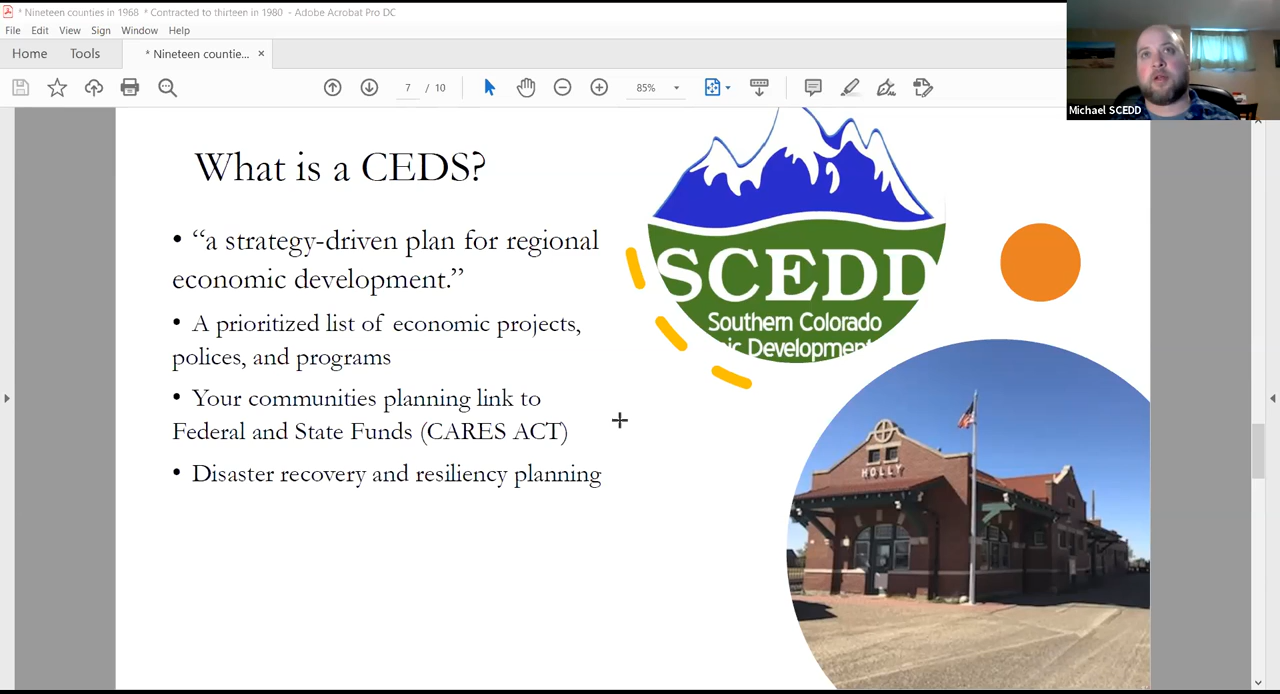 * Nineteen counties in 1968 * Contracted to thirteen in 1980 - Adobe Acrobat Pro DC
File Edit View Sign Window Help
Home Tools * Nineteen countie... ×
7 / 10 85%
Michael SCEDD
What is a CEDS?
• “a strategy-driven plan for regional
economic development.”
• A prioritized list of economic projects,
polices, and programs
• Your communities planning link to
Federal and State Funds (CARES ACT)
• Disaster recovery and resiliency planning
SCEDD
Southern Colorado
ic Development
HOLLY